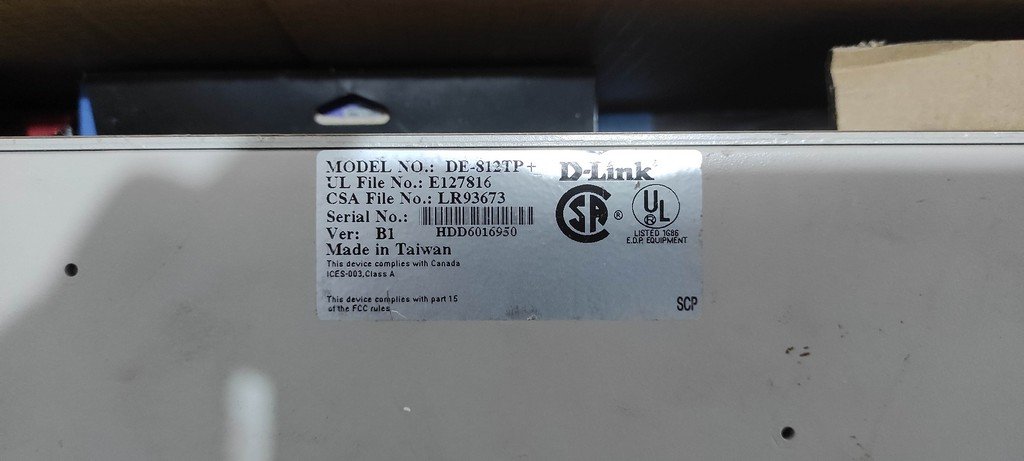 MODEL NO.: DE-812TP+
D-Link
UL File No.: E127816
CSA File No.: LR93673
Serial No.:
HDD6016950
Ver: B1
Made in Taiwan
This device complies with Canada
ICES-003,Class A
This device complies with part 15
of the FCC rules
SA ®
UL
R
LISTED 1G86
E.D.P. EQUIPMENT
SCP